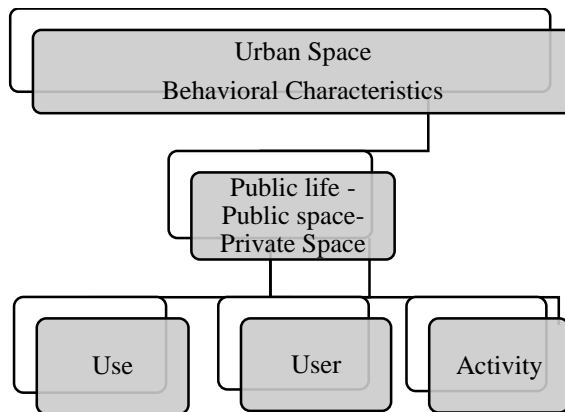 Urban Space
Behavioral Characteristics
Public life -
Public space-
Private Space
Use
User
Activity